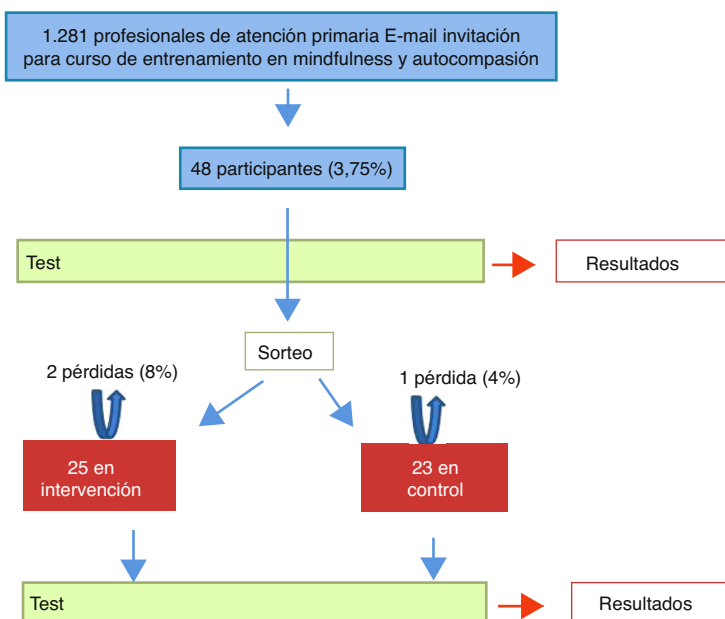 1.281 profesionales de atención primaria E-mail invitación
para curso de entrenamiento en mindfulness y autocompasión
48 participantes (3,75%)
Test
Resultados
Sorteo
2 pérdidas (8%)
1 pérdida (4%)
25 en
intervención
23 en
control
Test
Resultados